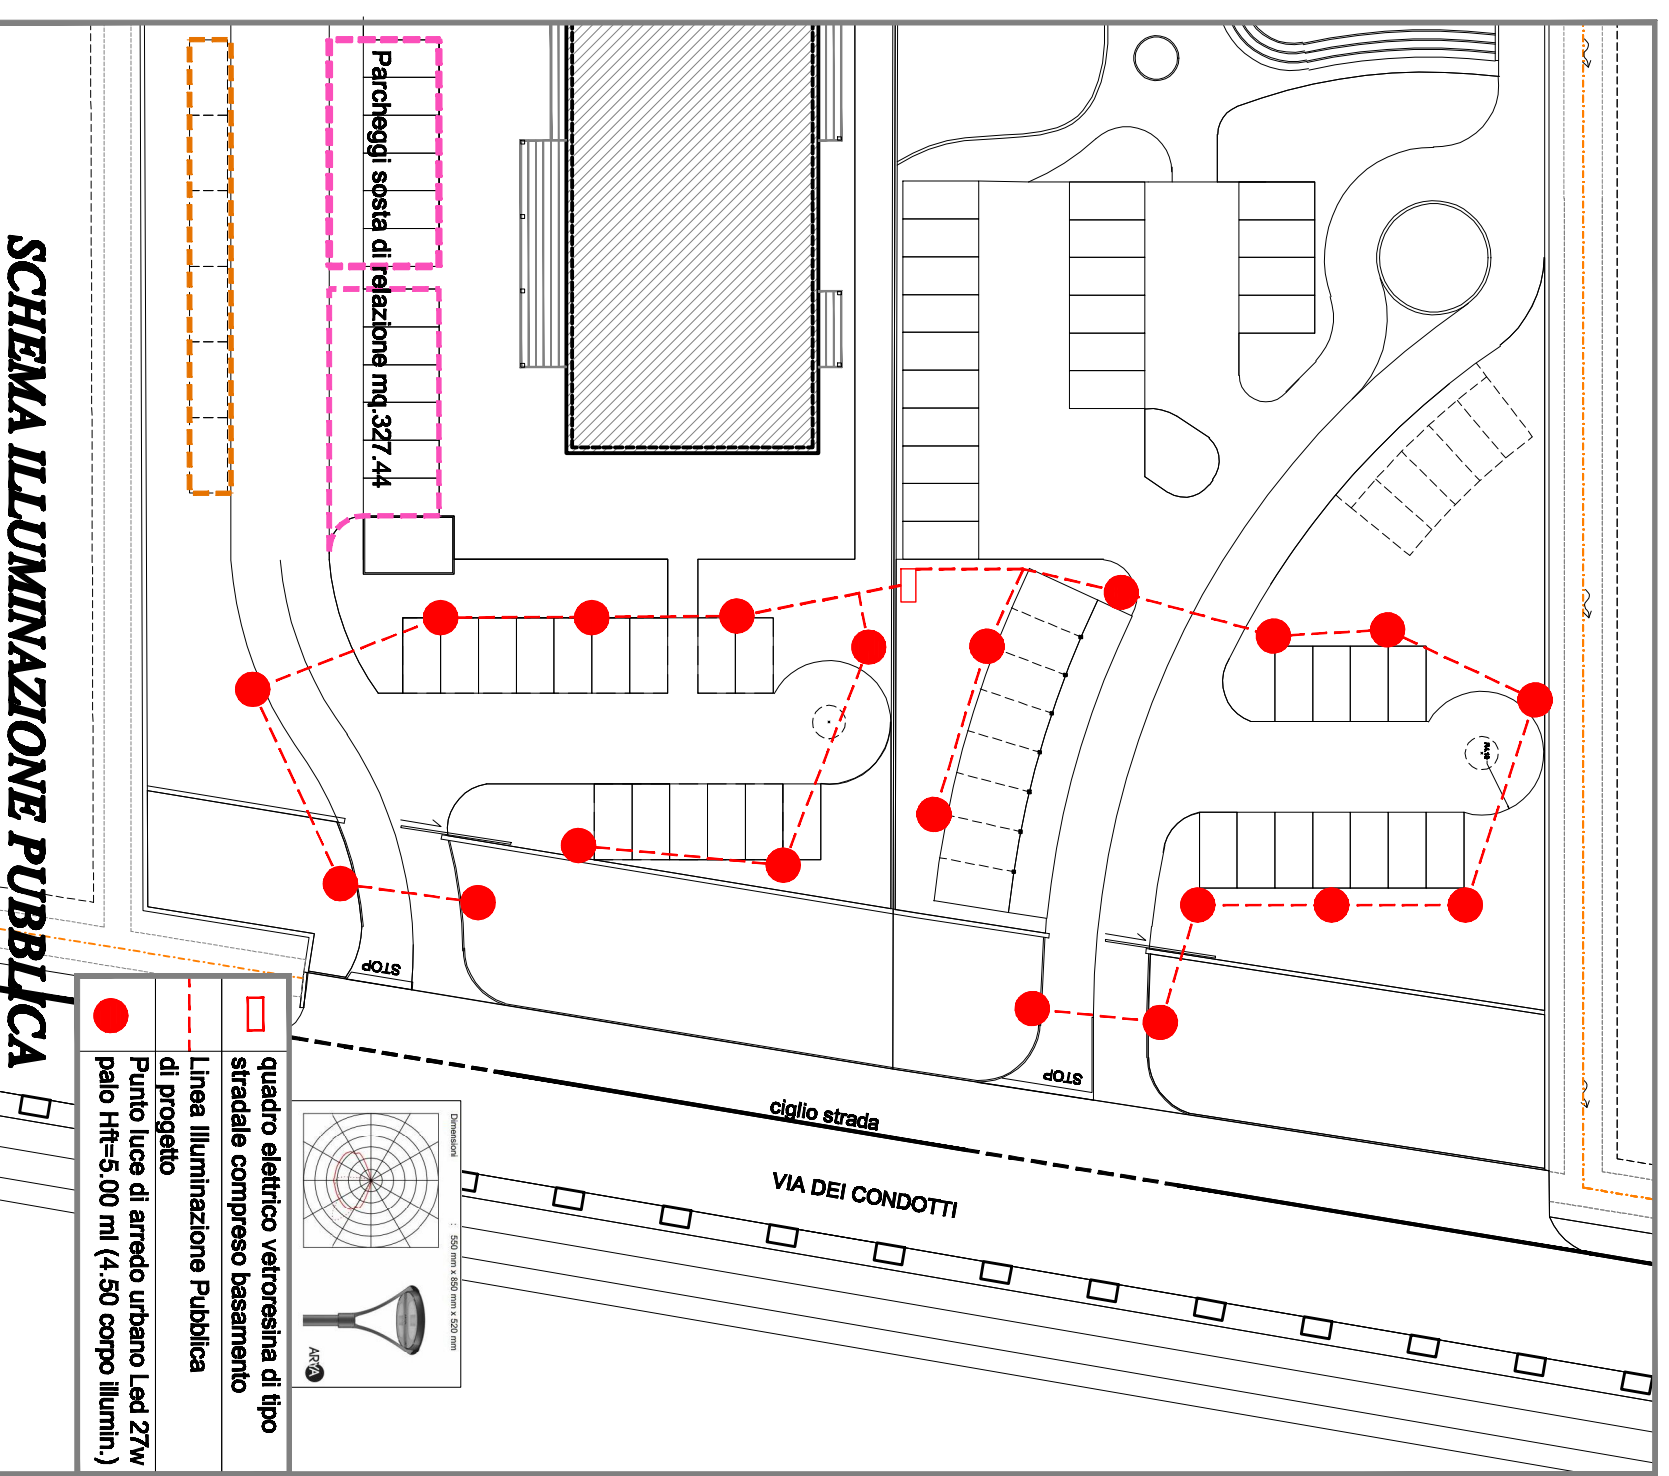 SCHEMA ILLUMINAZIONE PUBBLICA
Parcheggi sosta di relazione mq.327.44
STOP
STOP
ciglio strada
VIA DEI CONDOTTI
quadro elettrico vetroresina di tipo
stradale compreso basamento
Linea Illuminazione Pubblica
di progetto
Punto luce di arredo urbano Led 27w
palo Hft=5.00 ml (4.50 corpo illumin.)
Dimensioni : 550 mm x 850 mm x 520 mm
ARYA